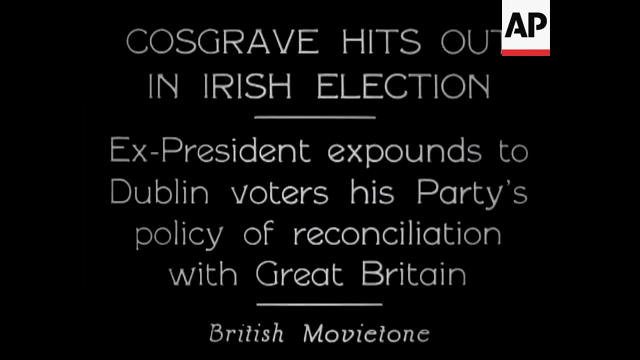 AP
COSGRAVE HITS OUT
IN IRISH ELECTION
Ex-President expounds to
Dublin voters his Party's
policy of reconciliation
with Great Britain
British Movietone